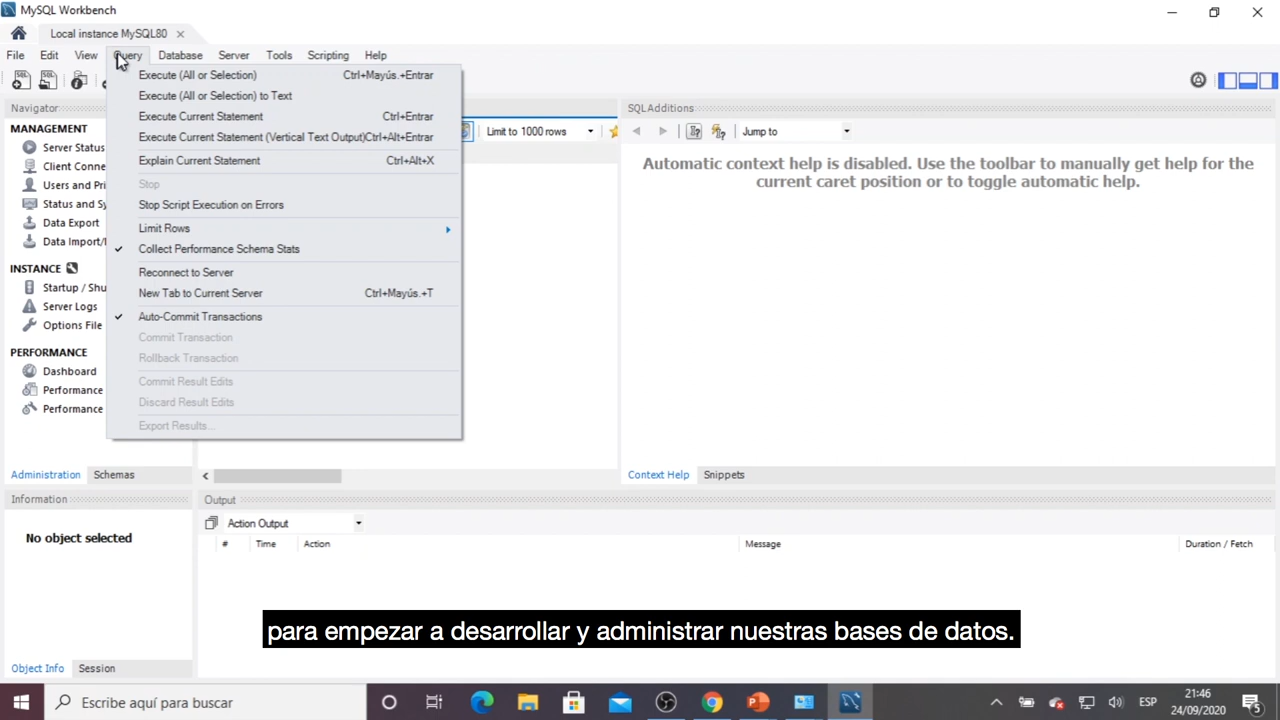 MySQL Workbench
Local instance MySQL80
File Edit View Query Database Server Tools Scripting Help
Execute (All or Selection) Ctrl+Mayús.+Entrar
Execute (All or Selection) to Text
Execute Current Statement Ctrl+Entrar
Execute Current Statement (Vertical Text Output)Ctrl+Alt+Entrar
Explain Current Statement Ctrl+Alt+X
Stop
Stop Script Execution on Errors
Limit Rows
Collect Performance Schema Stats
Reconnect to Server
New Tab to Current Server Ctrl+Mayús.+T
Auto-Commit Transactions
Commit Transaction
Rollback Transaction
Commit Result Edits
Discard Result Edits
Export Results...
Navigator
MANAGEMENT
Server Status
Client Conne
Users and Pri
Status and Sy
Data Export
Data Import/
INSTANCE
Startup / Shu
Server Logs
Options File
PERFORMANCE
Dashboard
Performance
Performance
Administration Schemas
Limit to 1000 rows
SQLAdditions
Jump to
Automatic context help is disabled. Use the toolbar to manually get help for the
current caret position or to toggle automatic help.
Context Help Snippets
Information
No object selected
Object Info Session
Output
Action Output
# Time Action Message Duration / Fetch
para empezar a desarrollar y administrar nuestras bases de datos.
Escribe aquí para buscar
ESP
21:46
24/09/2020
5